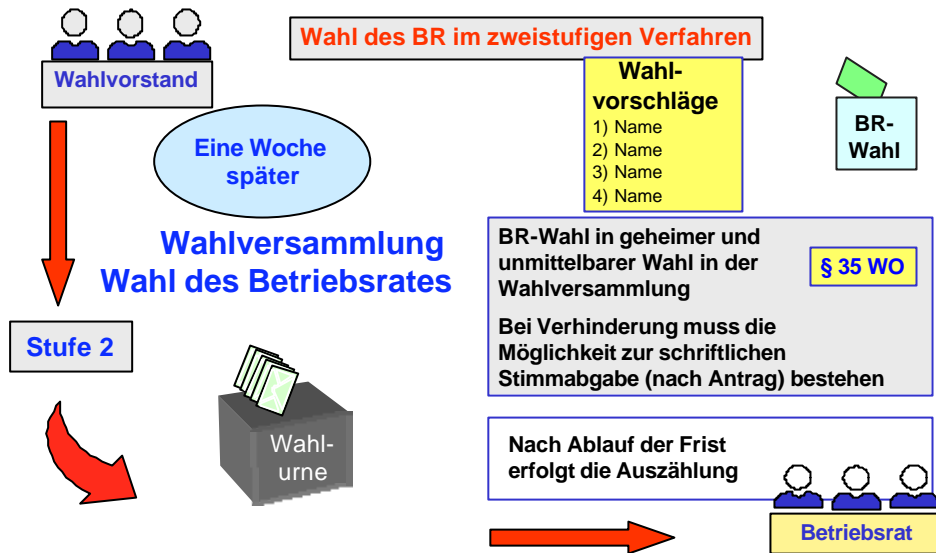 Wahl des BR im zweistufigen Verfahren
Wahlvorstand
Wahl-
vorschläge
1) Name
2) Name
3) Name
4) Name
BR-
Wahl
Eine Woche
später
Wahlversammlung
Wahl des Betriebsrates
BR-Wahl in geheimer und
unmittelbarer Wahl in der
Wahlversammlung
§ 35 WO
Bei Verhinderung muss die
Möglichkeit zur schriftlichen
Stimmabgabe (nach Antrag) bestehen
Stufe 2
Wahl-
urne
Nach Ablauf der Frist
erfolgt die Auszählung
Betriebsrat